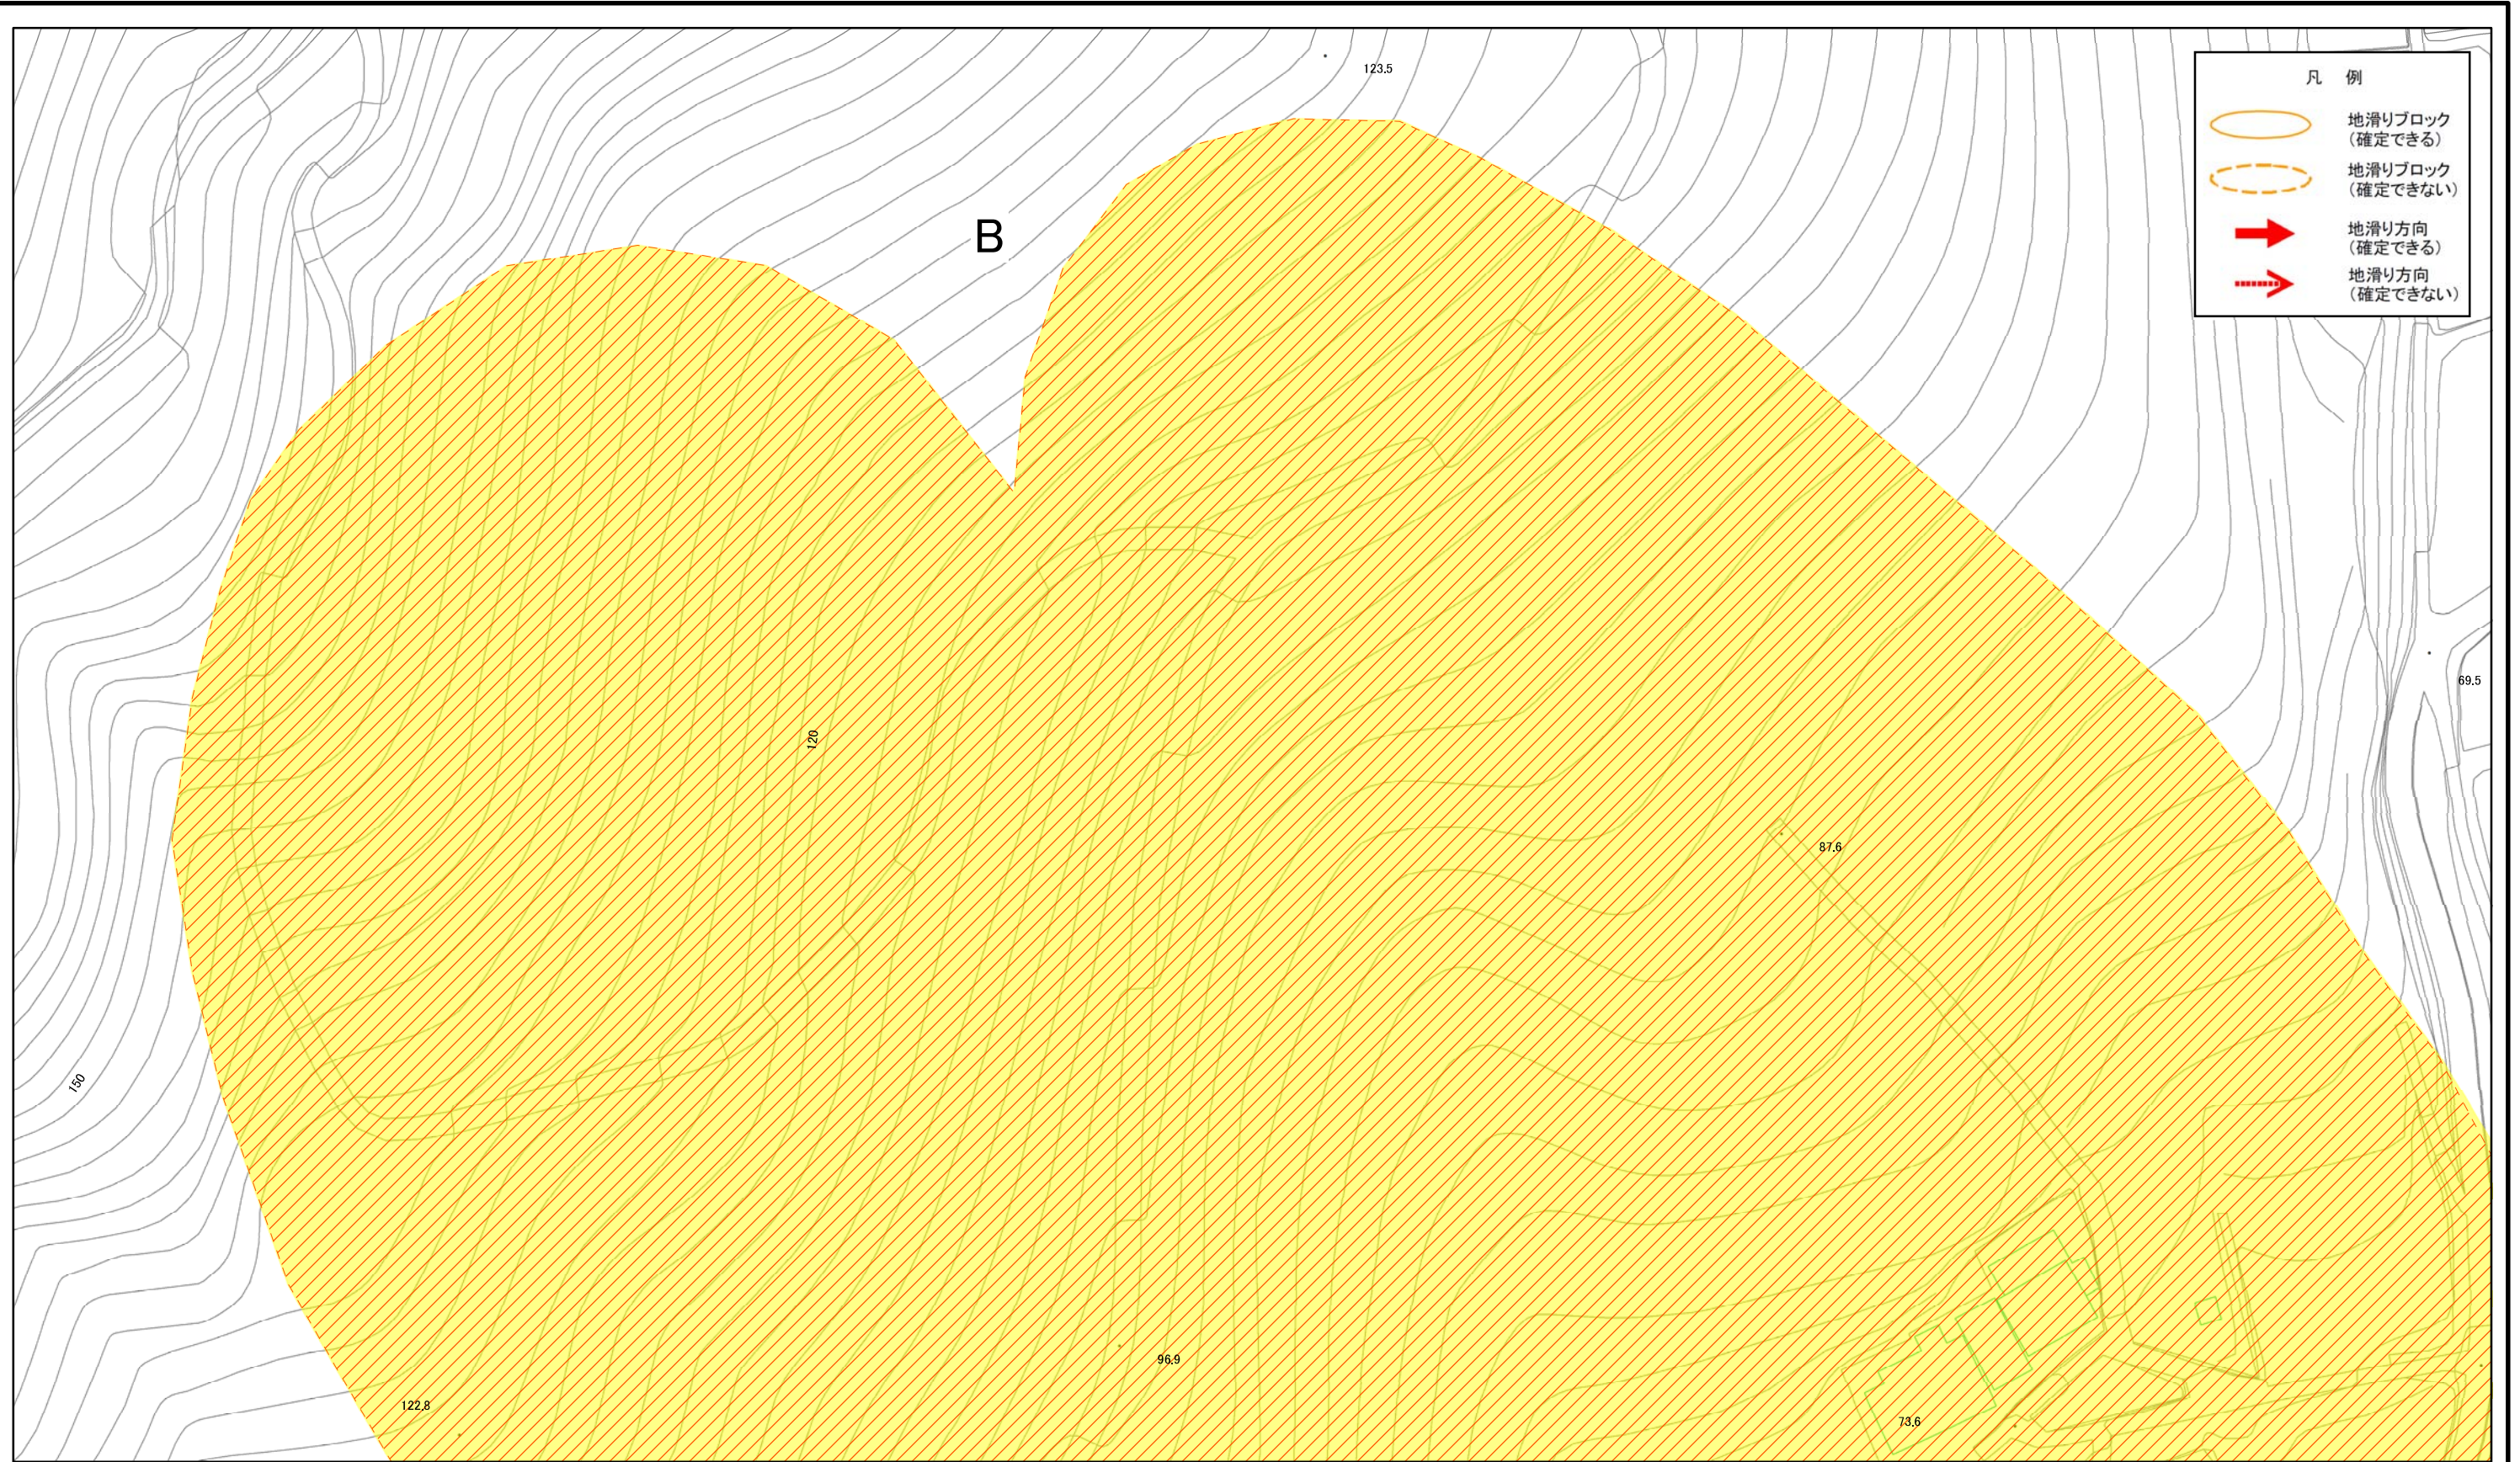 123.5
凡 例
地滑りブロック
(確定できる)
地滑りブロック
(確定できない)
地滑り方向
(確定できる)
地滑り方向
(確定できない)
B
69.5
120
87.6
150
96.9
122.8
73.6